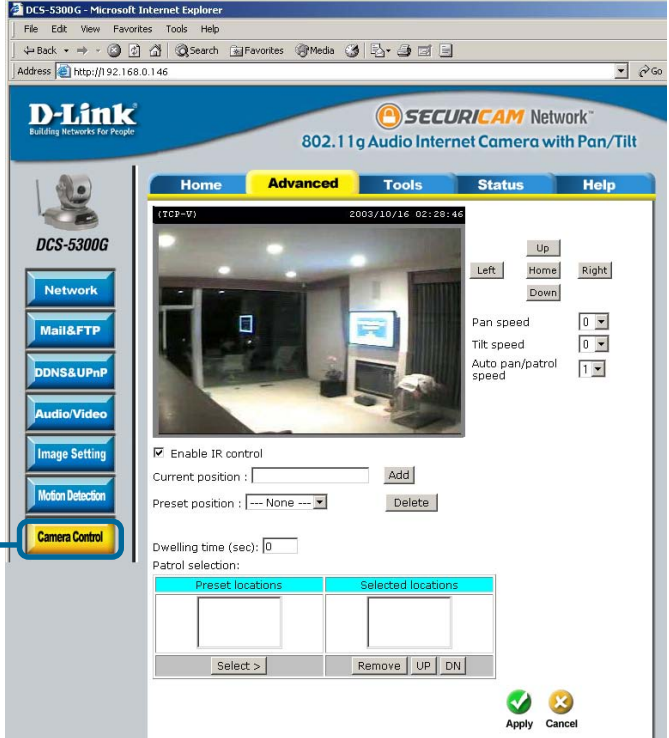 DCS-5300G - Microsoft Internet Explorer
File Edit View Favorites Tools Help
Back Search Favorites Media
Address http://192.168.0.146 Go
D-Link
Building Networks for People
SECURICAM Network™
802.11g Audio Internet Camera with Pan/Tilt
Home Advanced Tools Status Help
DCS-5300G
Network
Mail&FTP
DDNS&UPnP
Audio/Video
Image Setting
Motion Detection
Camera Control
(TCP-V) 2003/10/16 02:28:46
Up
Left Home Right
Down
Pan speed 0
Tilt speed 0
Auto pan/patrol speed 1
Enable IR control
Current position : Add
Preset position : --- None --- Delete
Dwelling time (sec): 0
Patrol selection:
Preset locations Selected locations
Select > Remove UP DN
Apply Cancel